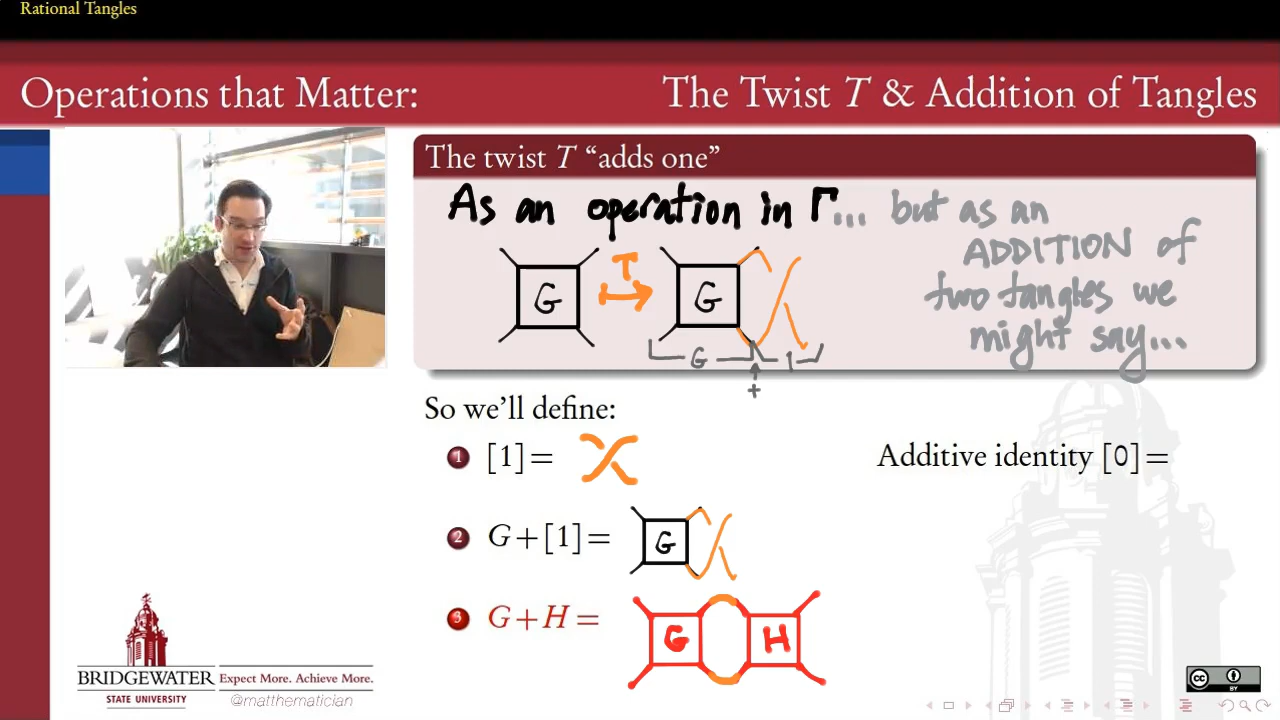 Rational Tangles
Operations that Matter:
The Twist T & Addition of Tangles
The twist T “adds one”
As an operation in Γ... but as an
ADDITION of
two tangles we
might say...
G
T
G
G
1
+
So we'll define:
1 [1]=
Additive identity [0]=
2 G+[1]=
G
3 G+H=
G
H
BRIDGEWATER
STATE UNIVERSITY
Expect More. Achieve More.
@matthematician
cc
BY